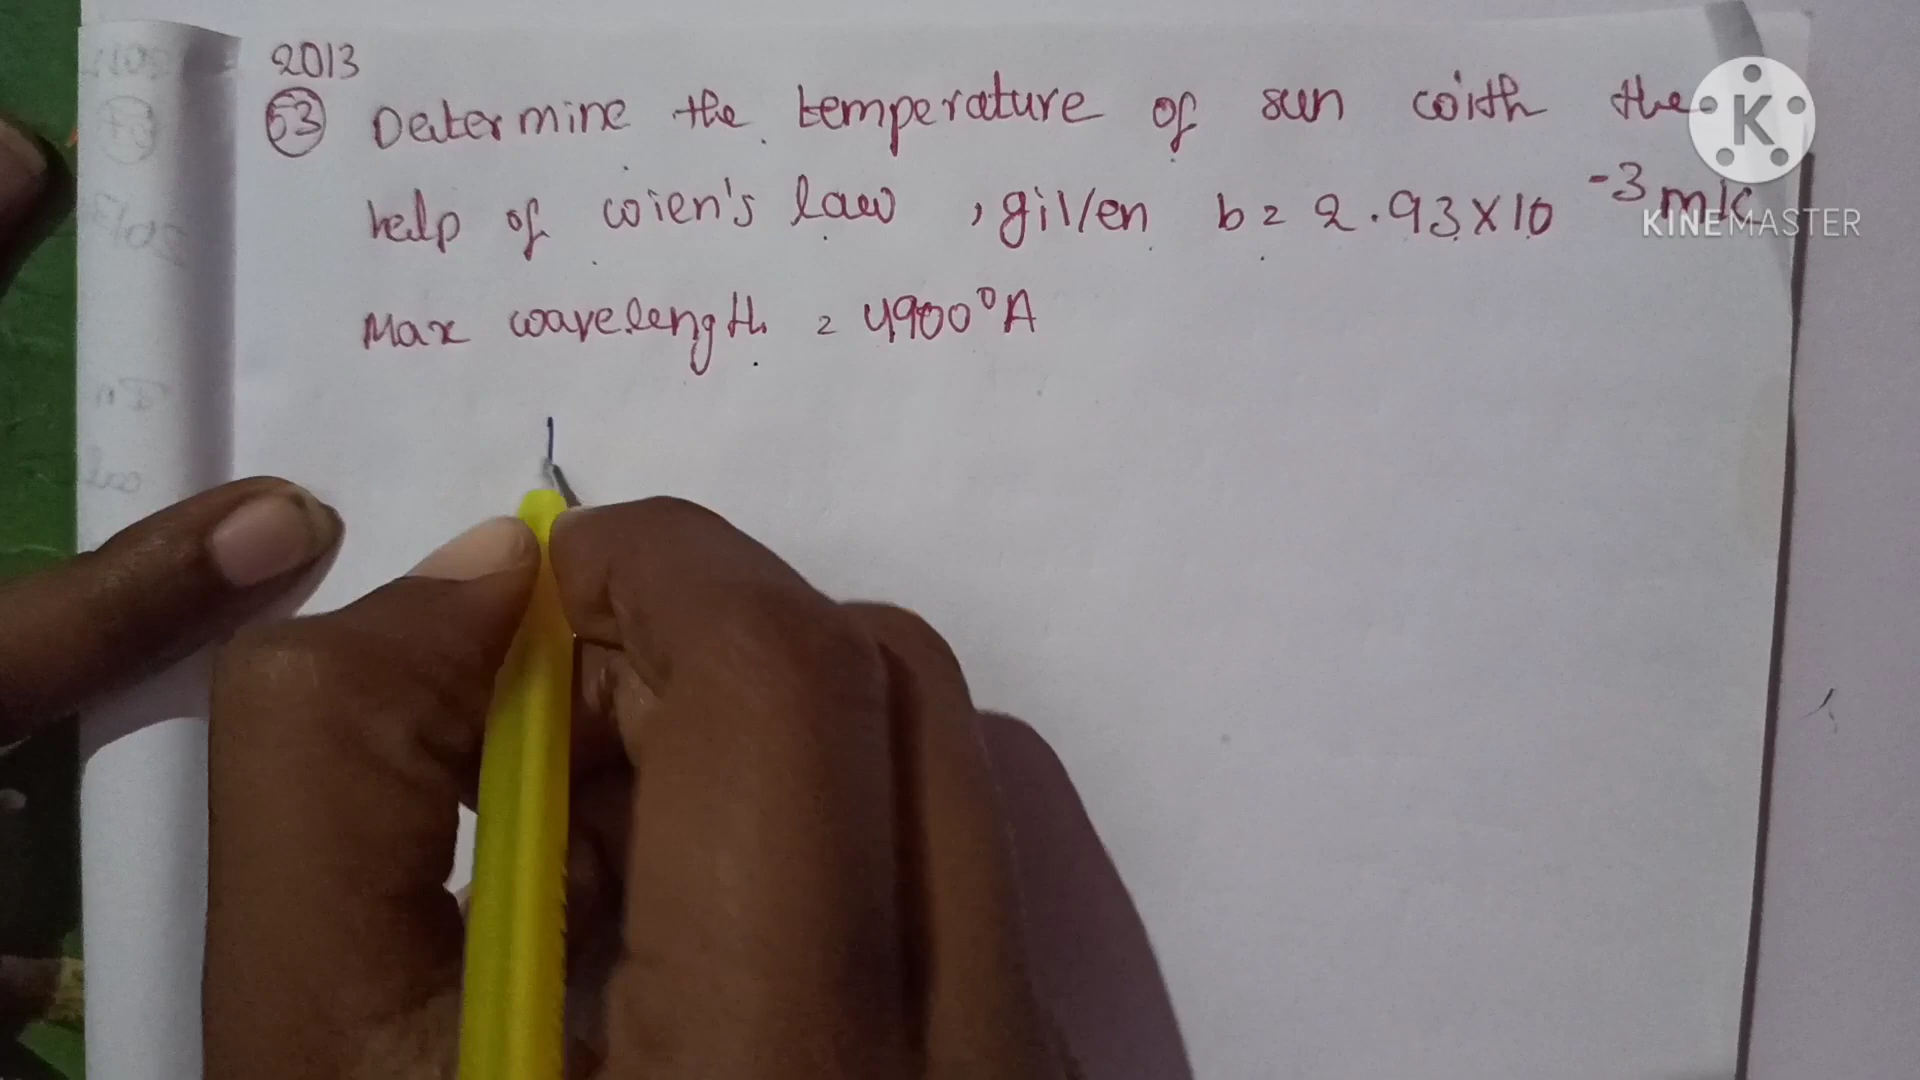 2013
53 Determine the temperature of sun with the
help of wien's law, given b = 2.93 × 10⁻³ mk
Max wavelength = 4900°A
K
KINEMASTER